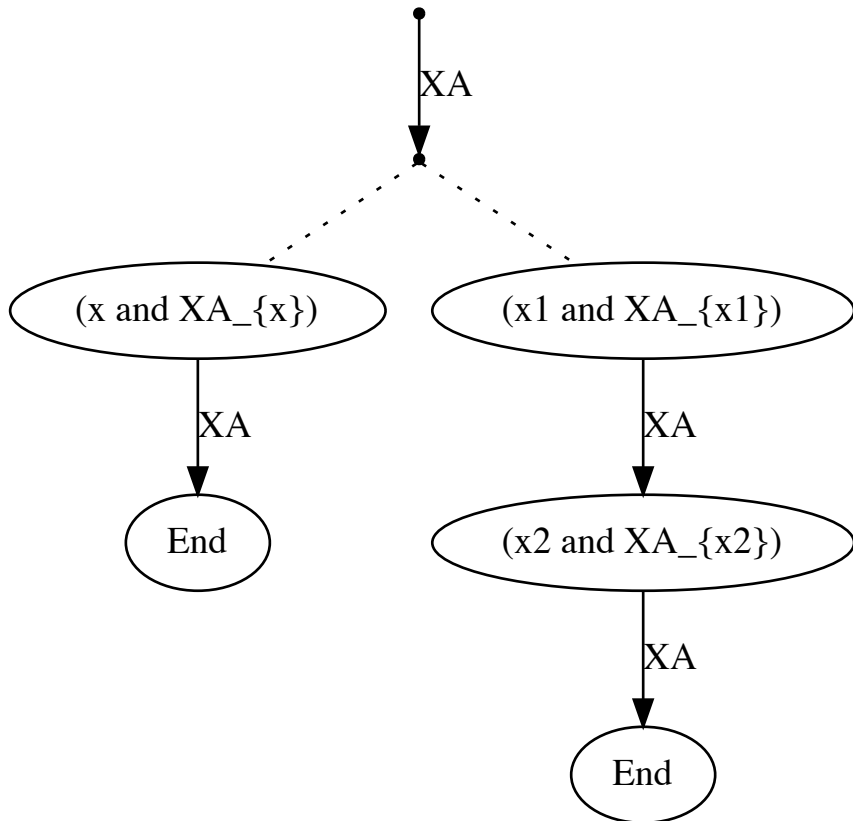 XA
(x and XA_{x})
(x1 and XA_{x1})
XA
XA
End
(x2 and XA_{x2})
XA
End